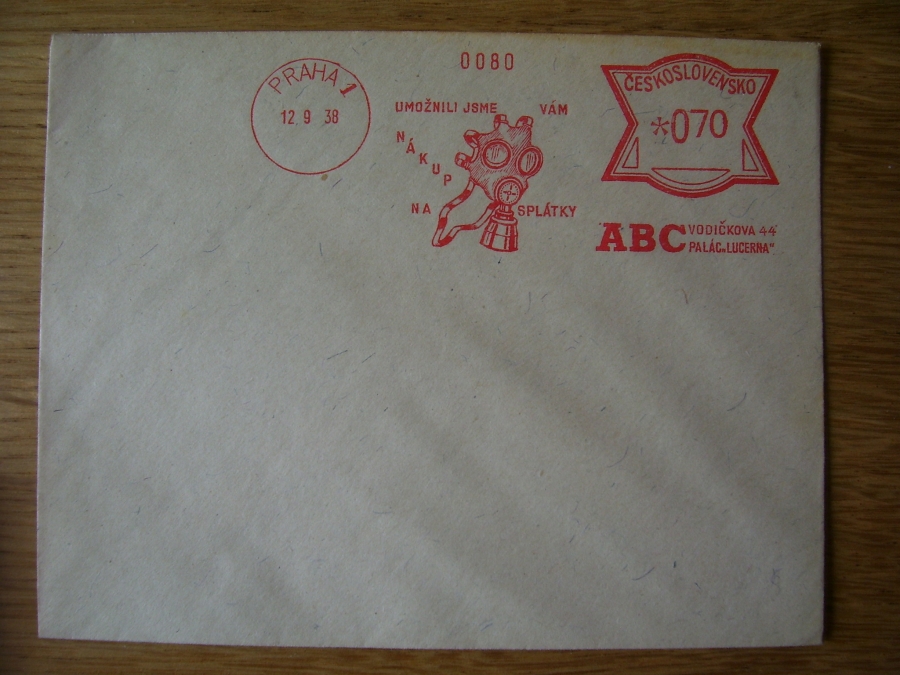 PRAHA 1
12 9 38
0080
UMOŽNILI JSME VÁM
NÁKUP
NA SPLÁTKY
ČESKOSLOVENSKO
*070
ABC VODIČKOVA 44
PALÁC „LUCERNA"